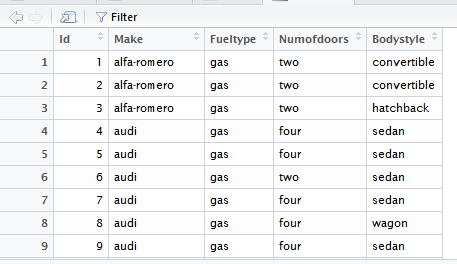 Filter
Id Make Fueltype Numofdoors Bodystyle
1 1 alfa-romero gas two convertible
2 2 alfa-romero gas two convertible
3 3 alfa-romero gas two hatchback
4 4 audi gas four sedan
5 5 audi gas four sedan
6 6 audi gas two sedan
7 7 audi gas four sedan
8 8 audi gas four wagon
9 9 audi gas four sedan